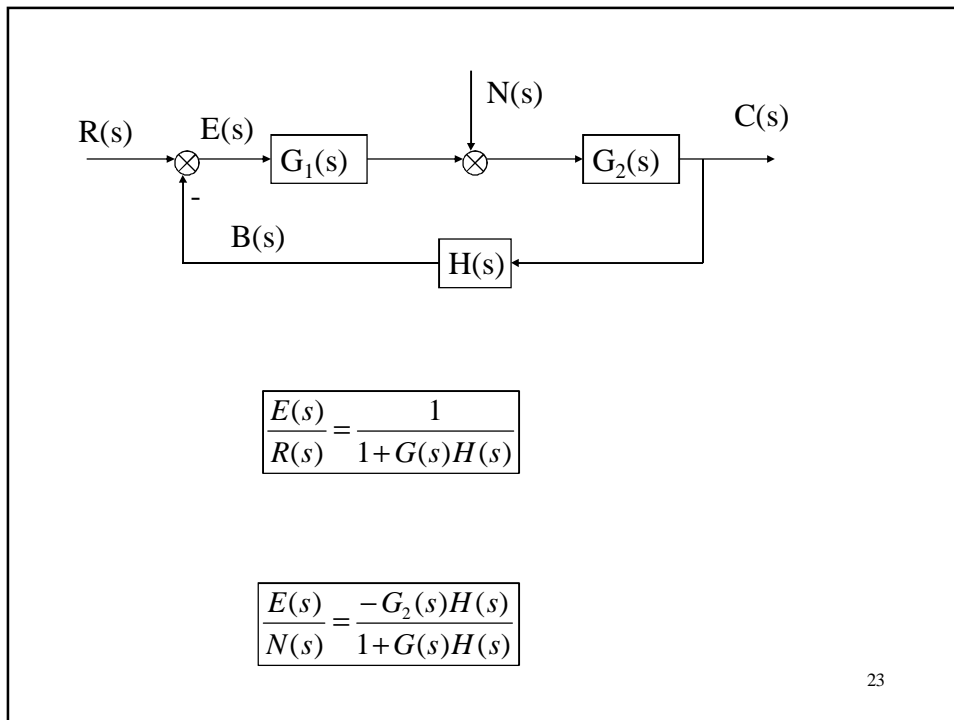 N(s)
C(s)
R(s)
E(s)
G₁(s)
G₂(s)
-
B(s)
H(s)
E(s)/R(s) = 1/(1+G(s)H(s))
E(s)/N(s) = -G₂(s)H(s)/(1+G(s)H(s))
23